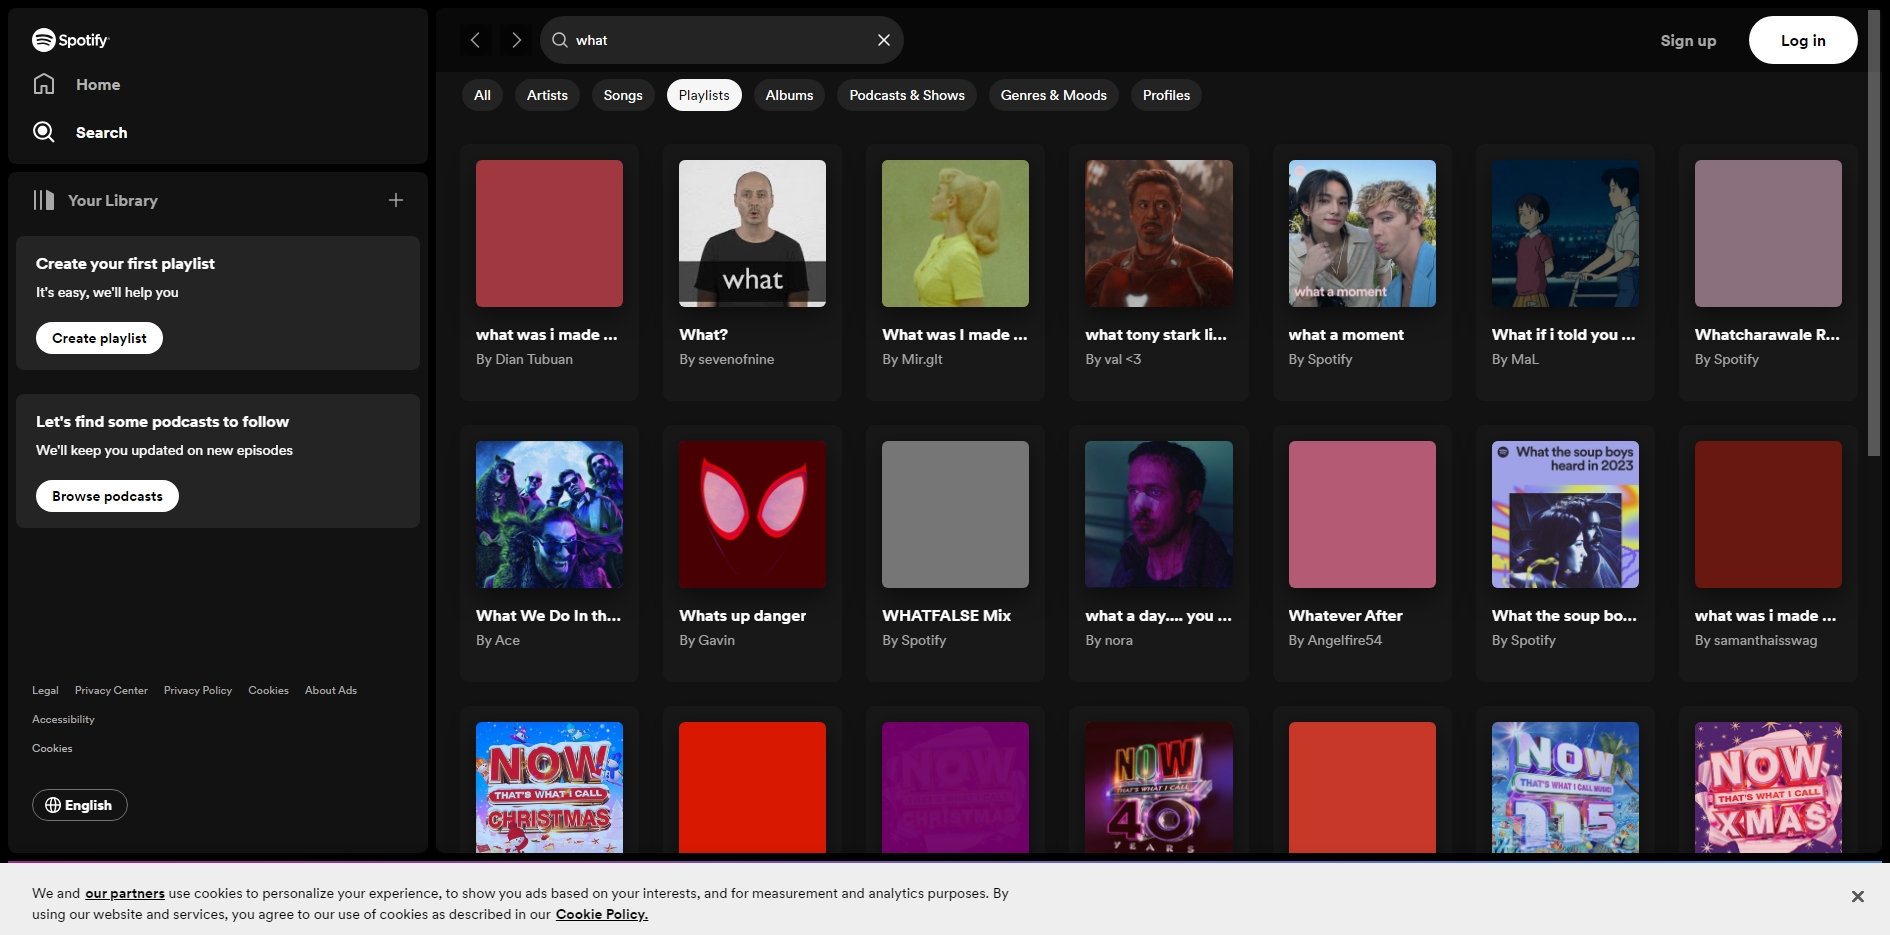 Spotify
Home
Search
Your Library
Create your first playlist
It's easy, we'll help you
Create playlist
Let's find some podcasts to follow
We'll keep you updated on new episodes
Browse podcasts
Legal Privacy Center Privacy Policy Cookies About Ads
Accessibility
Cookies
English
what
Sign up
Log in
All Artists Songs Playlists Albums Podcasts & Shows Genres & Moods Profiles
what
what a moment
what was i made ...
What?
What was I made ...
what tony stark li...
what a moment
What if i told you ...
Whatcharawale R...
By Dian Tubuan
By sevenofnine
By Mir.glt
By val <3
By Spotify
By MaL
By Spotify
What the soup boys
heard in 2023
What We Do In th...
Whats up danger
WHATFALSE Mix
what a day.... you ...
Whatever After
What the soup bo...
what was i made ...
By Ace
By Gavin
By Spotify
By nora
By Angelfire54
By Spotify
By samanthaisswag
NOW
THAT'S WHAT I CALL
CHRISTMAS
NOW
THAT'S WHAT I CALL
CHRISTMAS
NOW
THAT'S WHAT I CALL
40
YEARS
NOW
THAT'S WHAT I CALL MUSIC!
115
NOW
THAT'S WHAT I CALL
XMAS
We and our partners use cookies to personalize your experience, to show you ads based on your interests, and for measurement and analytics purposes. By
using our website and services, you agree to our use of cookies as described in our Cookie Policy.